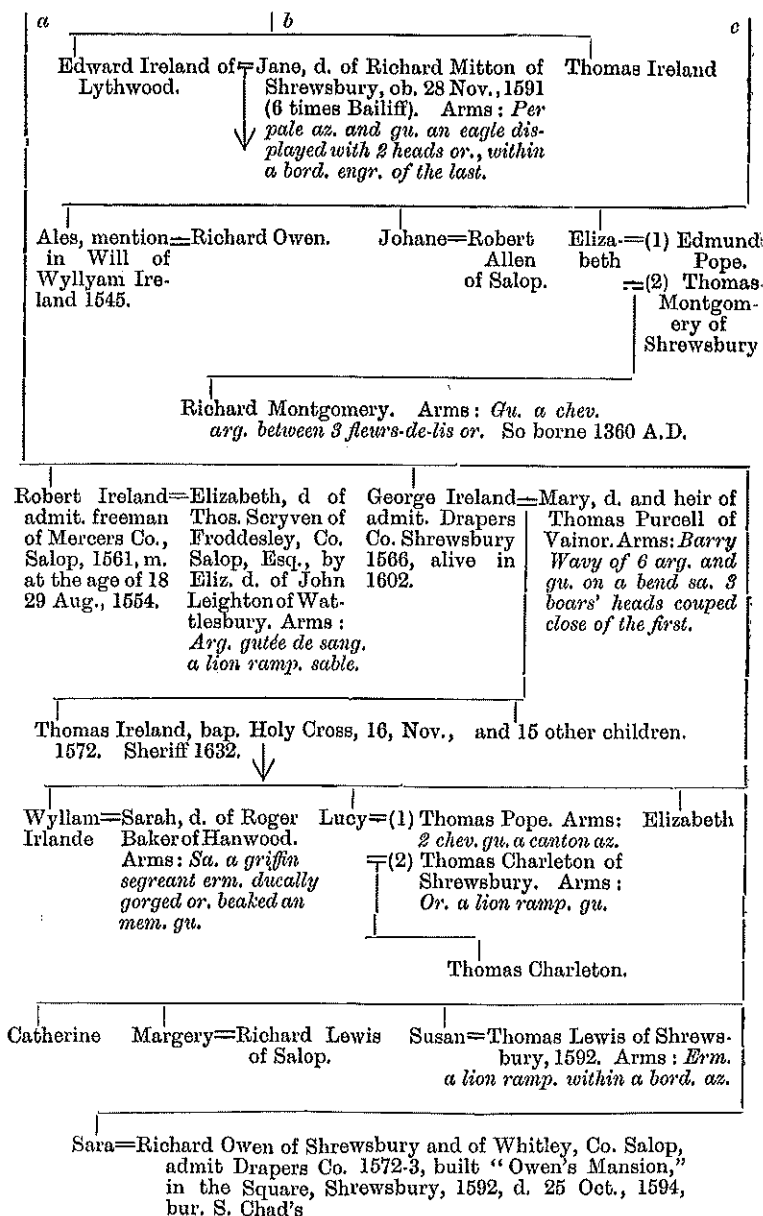 a b c
Edward Ireland of
Lythwood.
Jane, d. of Richard Mitton of
Shrewsbury, ob. 28 Nov., 1591
(6 times Bailiff). Arms: Per
pale az. and gu. an eagle dis-
played with 2 heads or., within
a bord. engr. of the last.
Thomas Ireland
Ales, mention
in Will of
Wyllyam Ire-
land 1545.
Richard Owen.
Johane=Robert
Allen
of Salop.
Eliza-
beth
(1) Edmund
Pope.
(2) Thomas
Montgom-
ery of
Shrewsbury
Richard Montgomery. Arms: Gu. a chev.
arg. between 3 fleurs-de-lis or. So borne 1360 A.D.
Robert Ireland=
admit. freeman
of Mercers Co.,
Salop, 1561, m.
at the age of 18
29 Aug., 1554.
Elizabeth, d of
Thos. Scryven of
Froddesley, Co.
Salop, Esq., by
Eliz. d. of John
Leighton of Wat-
tlesbury. Arms:
Arg. gutée de sang.
a lion ramp. sable.
George Ireland
admit. Drapers
Co. Shrewsbury
1566, alive in
1602.
Mary, d. and heir of
Thomas Purcell of
Vainor. Arms: Barry
Wavy of 6 arg. and
gu. on a bend sa. 3
boars' heads couped
close of the first.
Thomas Ireland, bap. Holy Cross, 16, Nov., and 15 other children.
1572. Sheriff 1632.
Wyllam=
Irlande
Sarah, d. of Roger
Baker of Hanwood.
Arms: Sa. a griffin
segreant erm. ducally
gorged or. beaked an
mem. gu.
Lucy=(1) Thomas Pope. Arms:
2 chev. gu. a canton az.
(2) Thomas Charleton of
Shrewsbury. Arms:
Or. a lion ramp. gu.
Elizabeth
Thomas Charleton.
Catherine
Margery=Richard Lewis
of Salop.
Susan=Thomas Lewis of Shrews-
bury, 1592. Arms: Erm.
a lion ramp. within a bord. az.
Sara=Richard Owen of Shrewsbury and of Whitley, Co. Salop,
admit Drapers Co. 1572-3, built "Owen's Mansion,"
in the Square, Shrewsbury, 1592, d. 25 Oct., 1594,
bur. S. Chad's